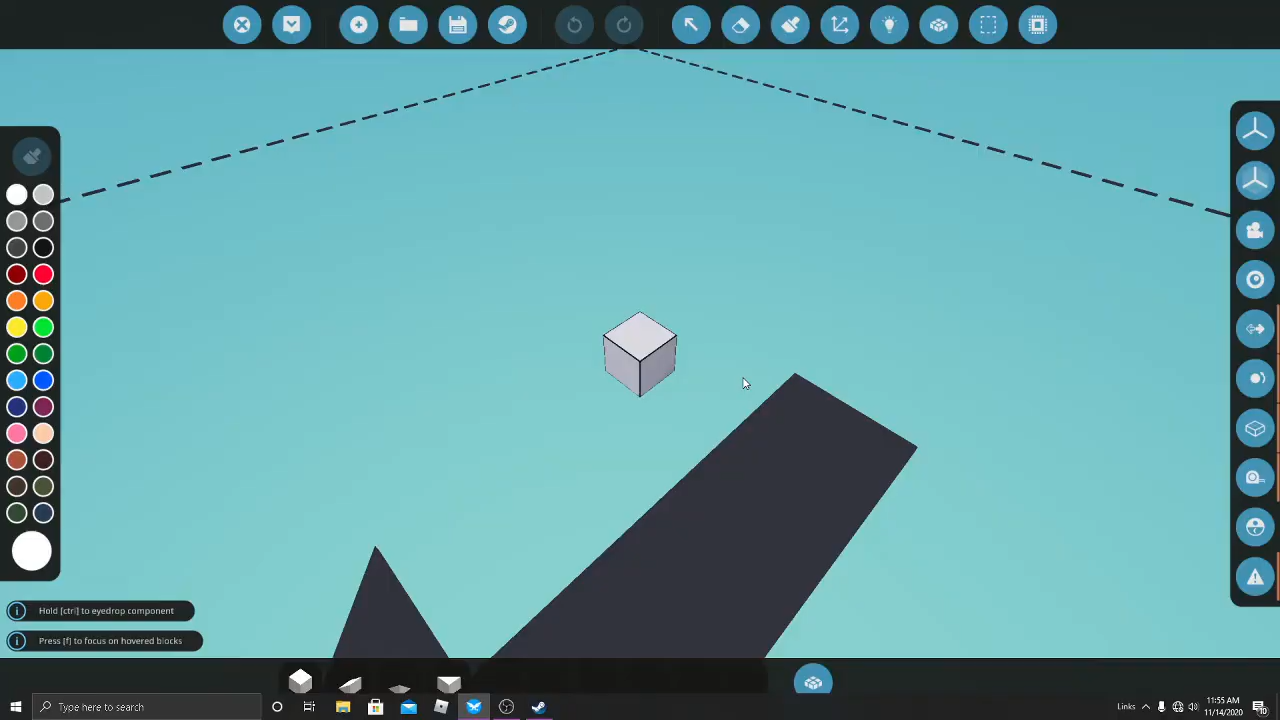 Hold [ctrl] to eyedrop component
Press [f] to focus on hovered blocks
Type here to search
Links
11:55 AM
11/14/2020
10